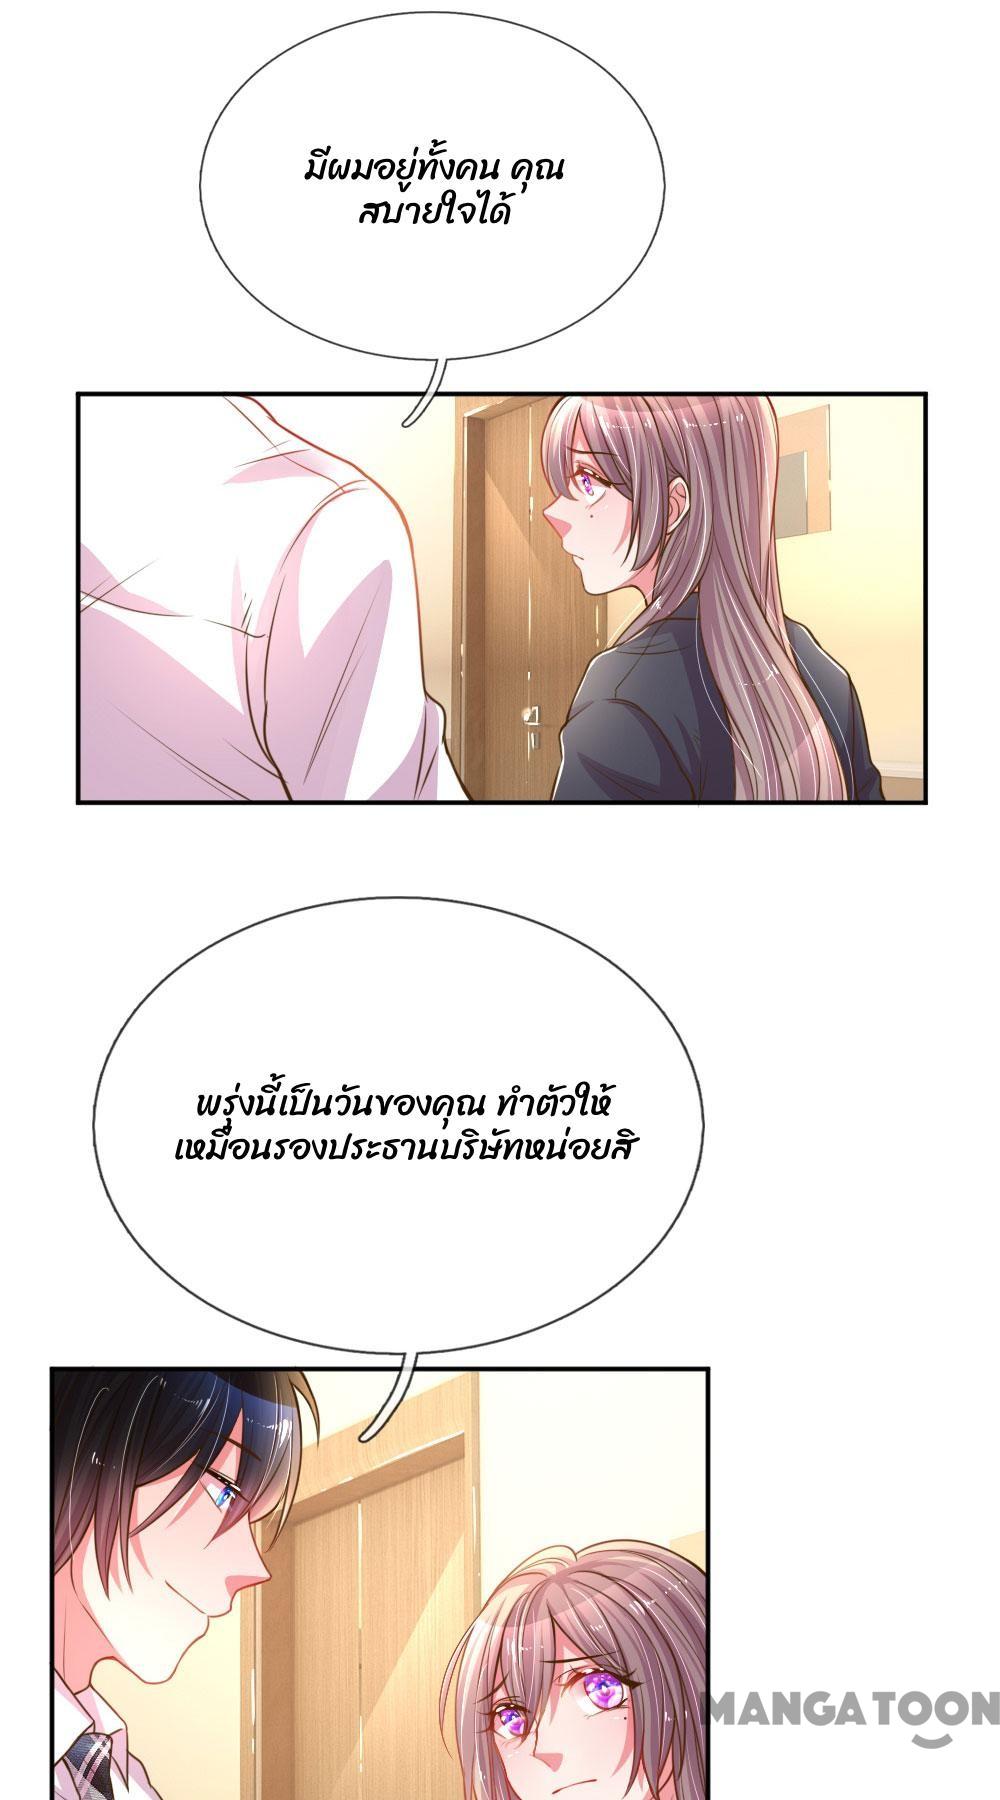 มีผมอยู่ทั้งคน คุณ
สบายใจได้
พรุ่งนี้เป็นวันของคุณ ทำตัวให้
เหมือนรองประธานบริษัทหน่อยสิ
MANGATOON